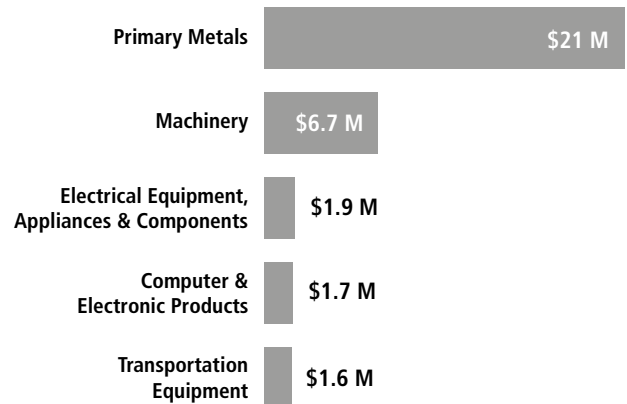 Primary Metals
$21 M
Machinery
$6.7 M
Electrical Equipment,
Appliances & Components
$1.9 M
Computer &
Electronic Products
$1.7 M
Transportation
Equipment
$1.6 M